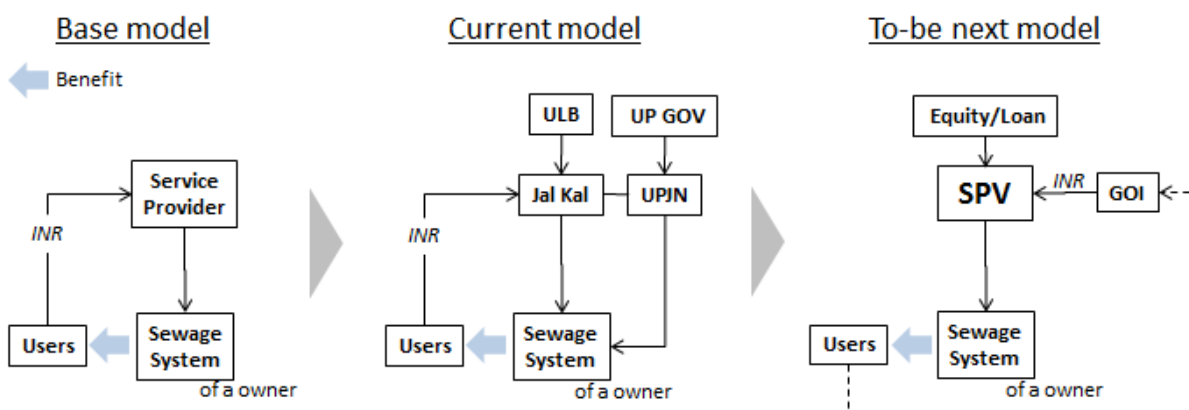 Base model
Current model
To-be next model
Benefit
ULB
UP GOV
Equity/Loan
Service
Provider
Jal Kal
UPJN
SPV
INR
GOI
INR
INR
Users
Sewage
System
of a owner
Users
Sewage
System
of a owner
Users
Sewage
System
of a owner